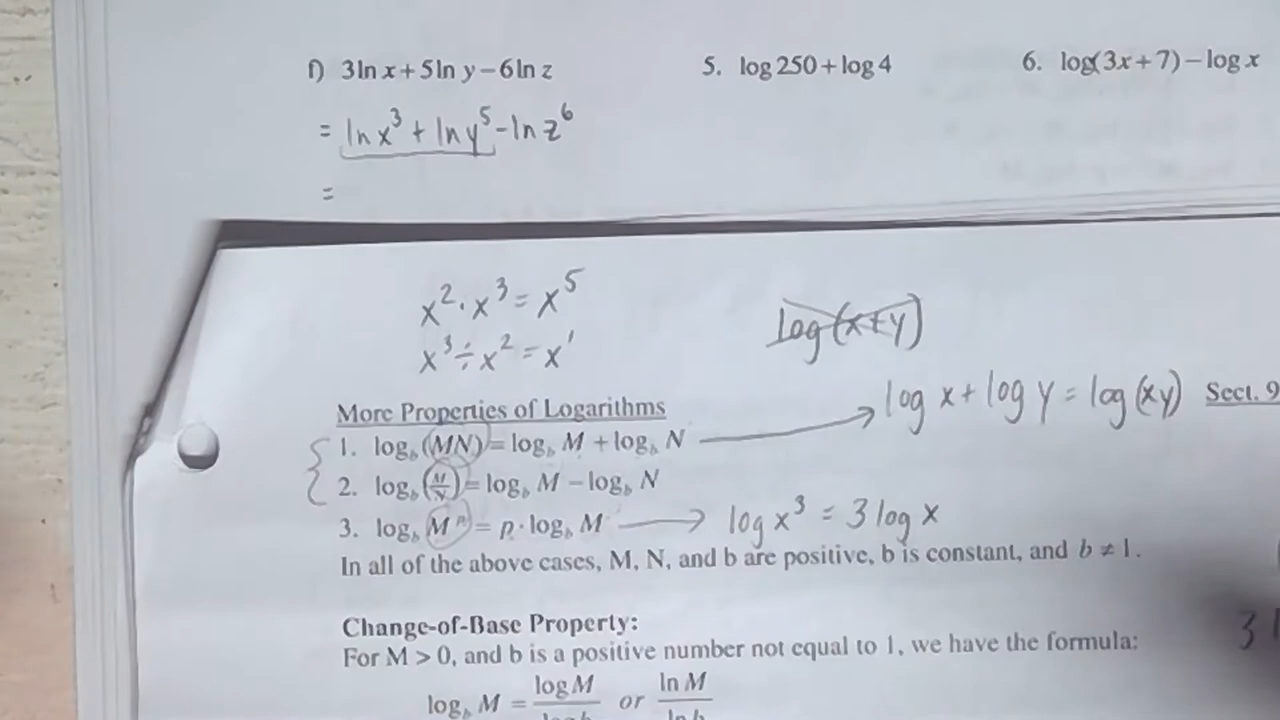 f) 3ln x + 5ln y − 6ln z
5. log 250 + log 4
6. log(3x + 7) − log x
= ln x³ + ln y⁵ - ln z⁶
=
x² · x³ = x⁵
x³ ÷ x² = x¹
log(x+y)
log x + log y = log(xy)
More Properties of Logarithms
Sect. 9
1. log_b(MN) = log_b M + log_b N
2. log_b(M/N) = log_b M − log_b N
3. log_b M^p = p · log_b M
log x³ = 3 log x
In all of the above cases, M, N, and b are positive, b is constant, and b ≠ 1.
Change-of-Base Property:
3
For M > 0, and b is a positive number not equal to 1, we have the formula:
log_b M = log M / log b or ln M / ln b